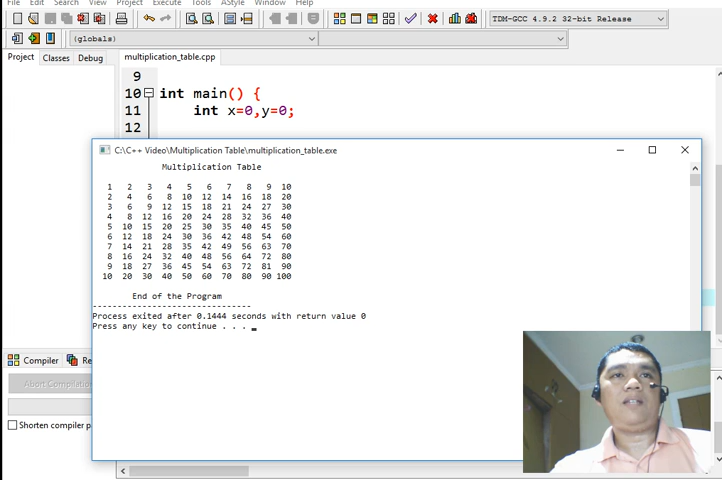 File Edit Search View Project Execute Tools AStyle Window Help
TDM-GCC 4.9.2 32-bit Release
(globals)
Project Classes Debug
multiplication_table.cpp
9
10 int main() {
11 int x=0,y=0;
12
C:\C++ Video\Multiplication Table\multiplication_table.exe
Multiplication Table
1 2 3 4 5 6 7 8 9 10
2 4 6 8 10 12 14 16 18 20
3 6 9 12 15 18 21 24 27 30
4 8 12 16 20 24 28 32 36 40
5 10 15 20 25 30 35 40 45 50
6 12 18 24 30 36 42 48 54 60
7 14 21 28 35 42 49 56 63 70
8 16 24 32 40 48 56 64 72 80
9 18 27 36 45 54 63 72 81 90
10 20 30 40 50 60 70 80 90 100
End of the Program
--------------------------------
Process exited after 0.1444 seconds with return value 0
Press any key to continue . . .
Compiler Re
Abort Compilation
Shorten compiler p